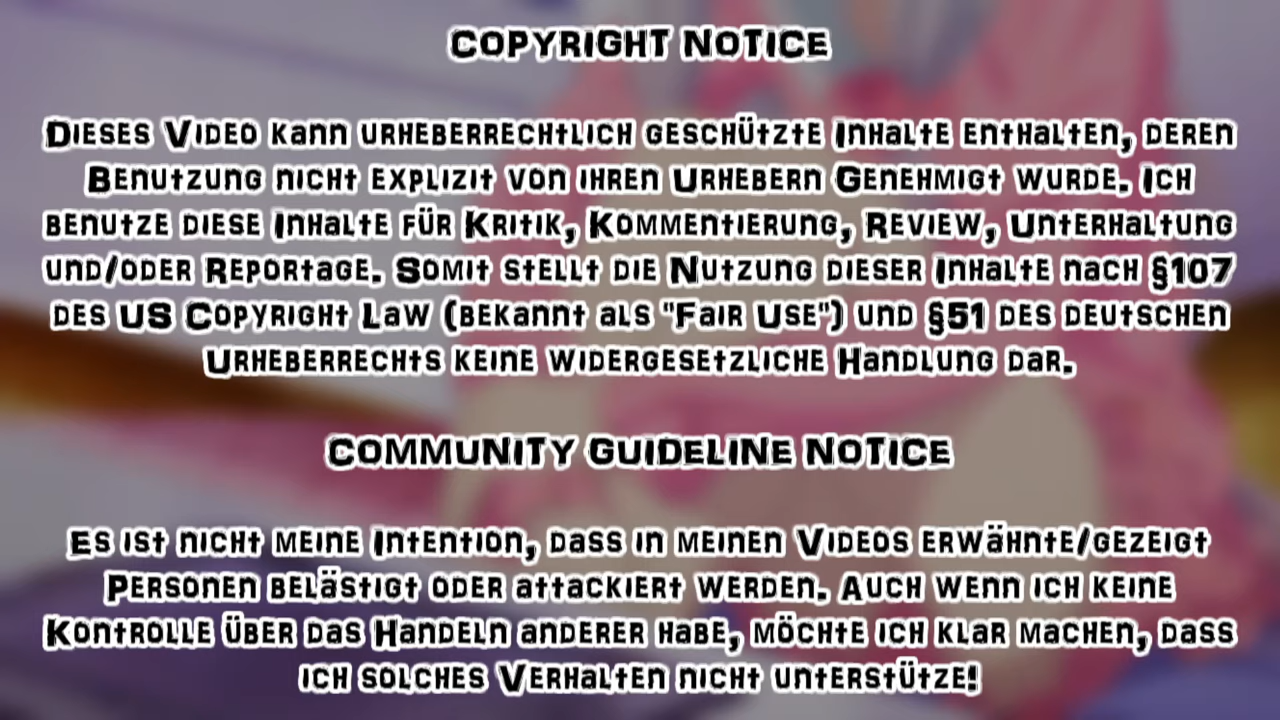 COPYRIGHT NOTICE
Dieses Video kann urheberrechtlich geschützte Inhalte enthalten, deren
Benutzung nicht explizit von ihren Urhebern Genehmigt wurde. Ich
benutze diese Inhalte für Kritik, Kommentierung, Review, Unterhaltung
und/oder Reportage. Somit stellt die Nutzung dieser Inhalte nach §107
des US Copyright Law (bekannt als "Fair Use") und §51 des deutschen
Urheberrechts keine widergesetzliche Handlung dar.
COMMUNITY GUIDELINE NOTICE
Es ist nicht meine Intention, dass in meinen Videos erwähnte/gezeigt
Personen belästigt oder attackiert werden. Auch wenn ich keine
Kontrolle über das Handeln anderer habe, möchte ich klar machen, dass
ich solches Verhalten nicht unterstütze!